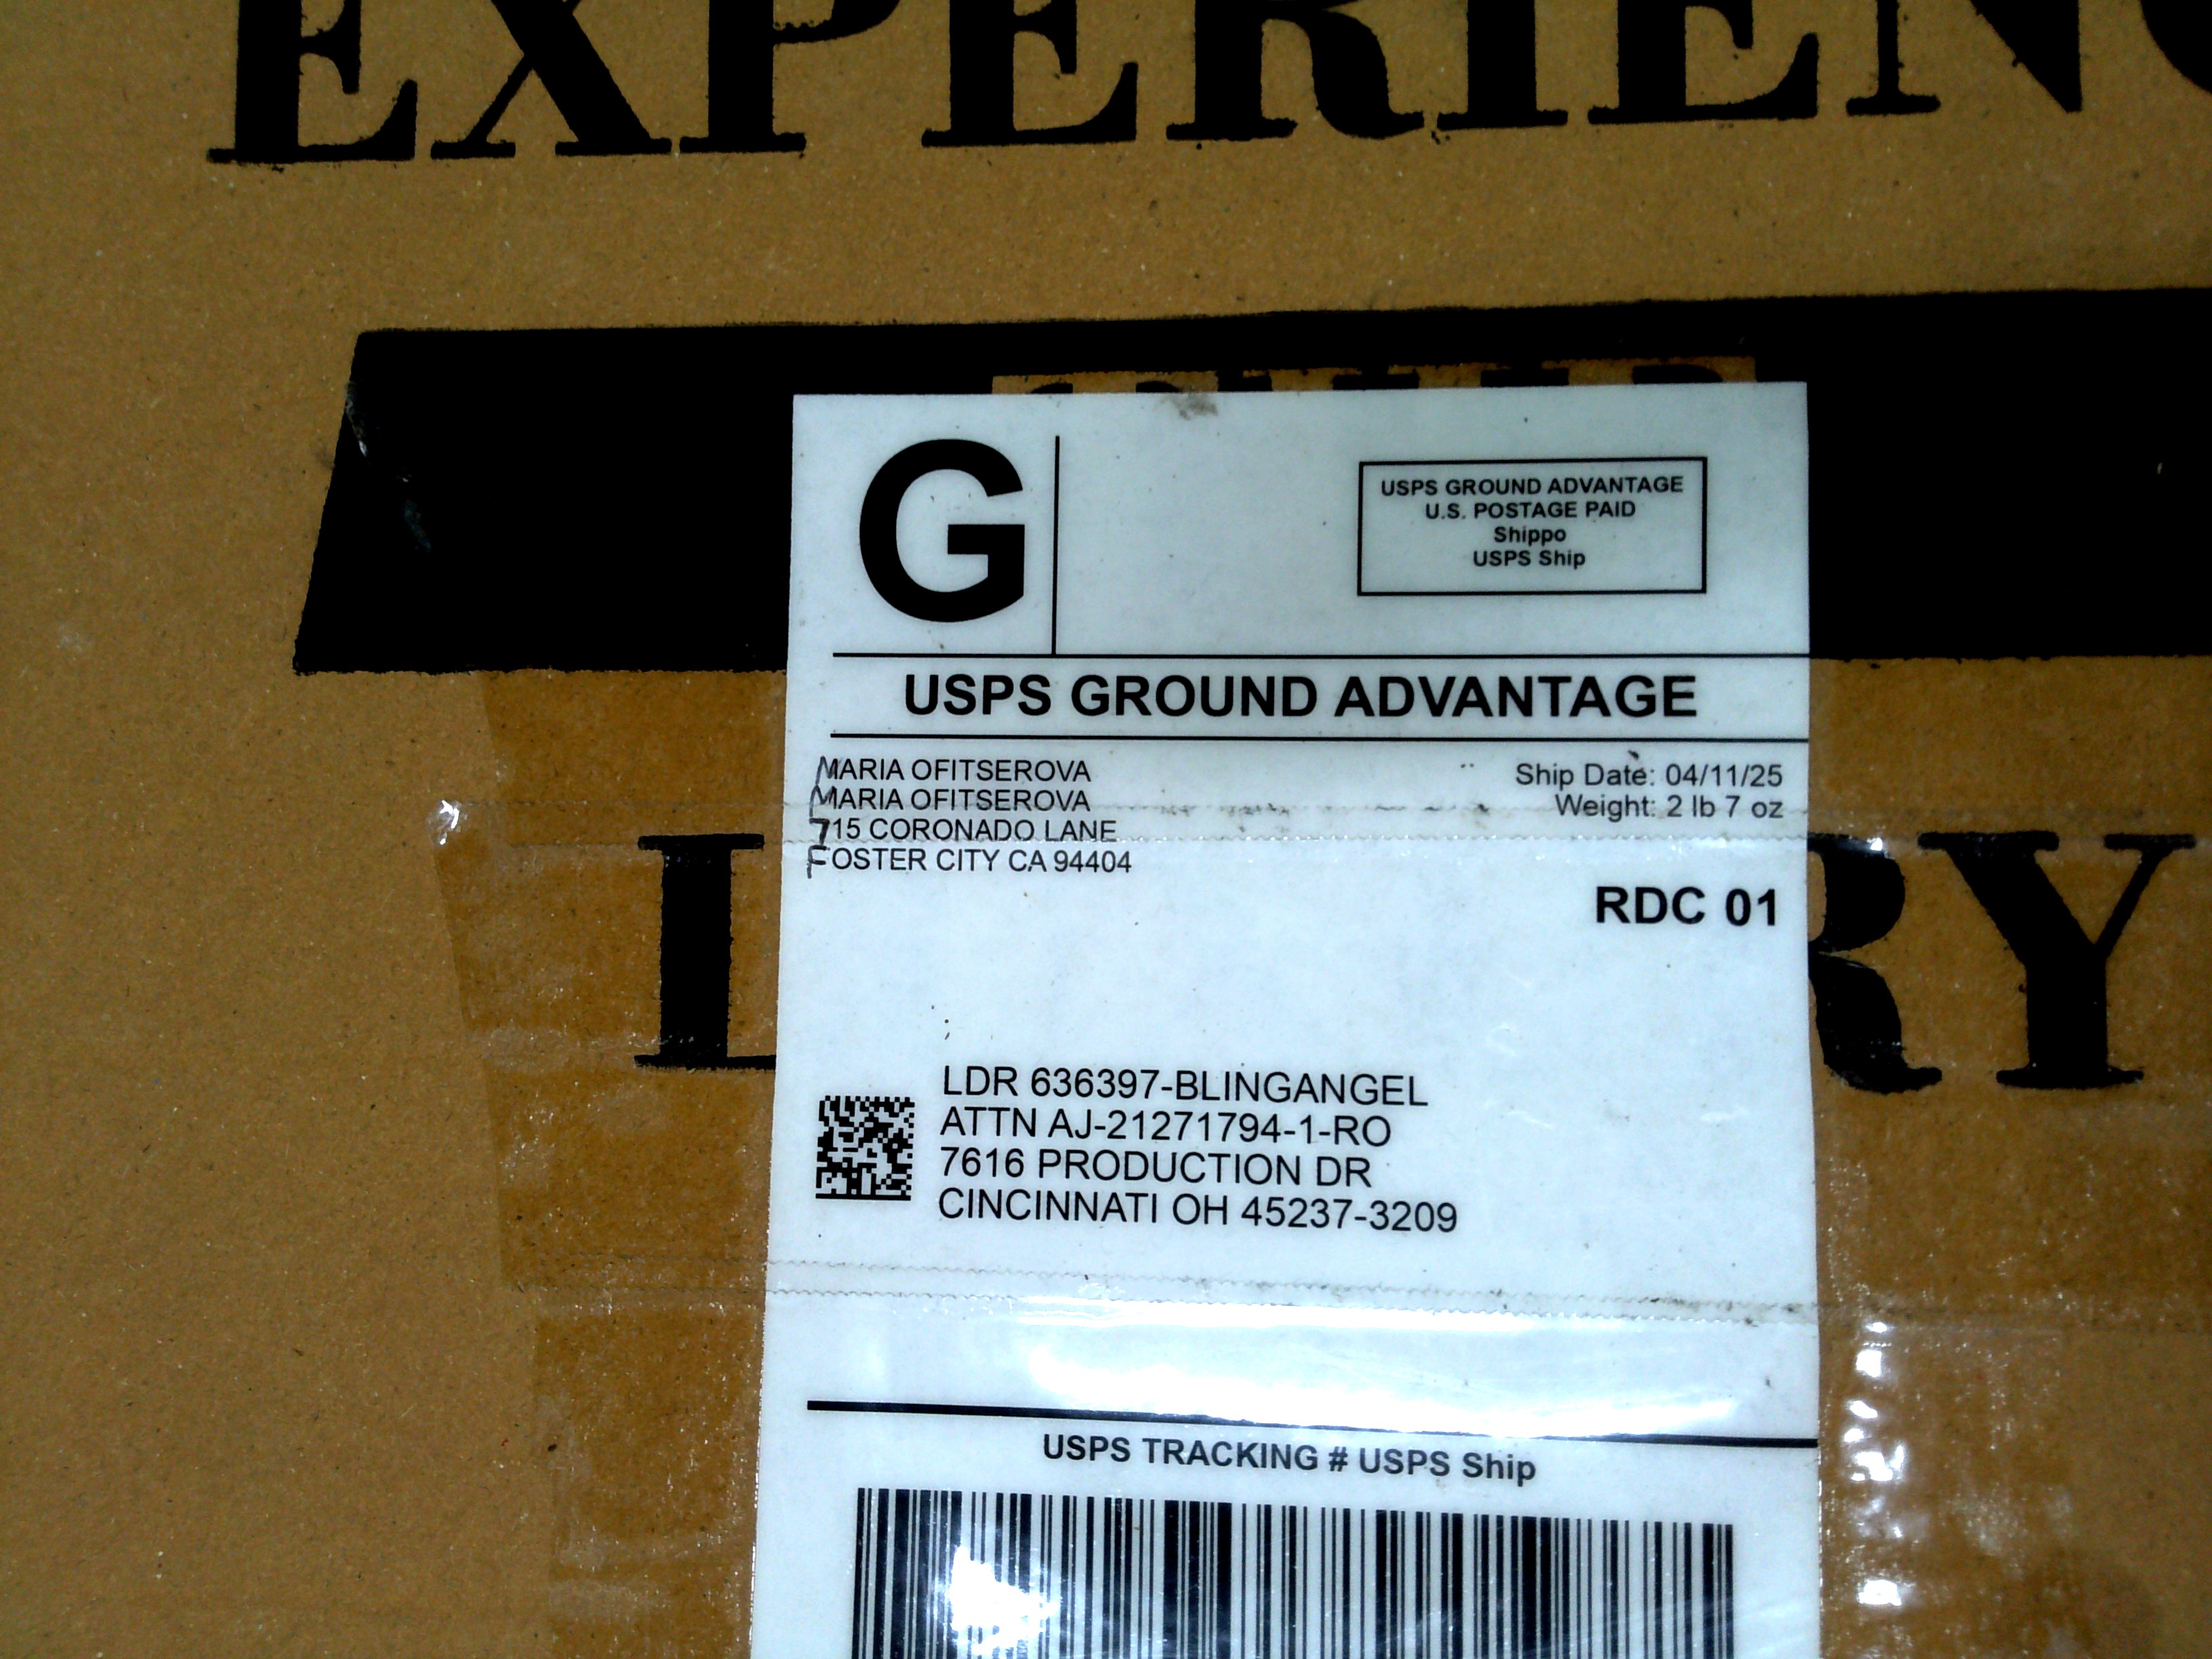 EXPERIENC
G
USPS GROUND ADVANTAGE
U.S. POSTAGE PAID
Shippo
USPS Ship
USPS GROUND ADVANTAGE
MARIA OFITSEROVA
MARIA OFITSEROVA
715 CORONADO LANE
FOSTER CITY CA 94404
Ship Date: 04/11/25
Weight: 2 lb 7 oz
RDC 01
RY
LDR 636397-BLINGANGEL
ATTN AJ-21271794-1-RO
7616 PRODUCTION DR
CINCINNATI OH 45237-3209
USPS TRACKING # USPS Ship